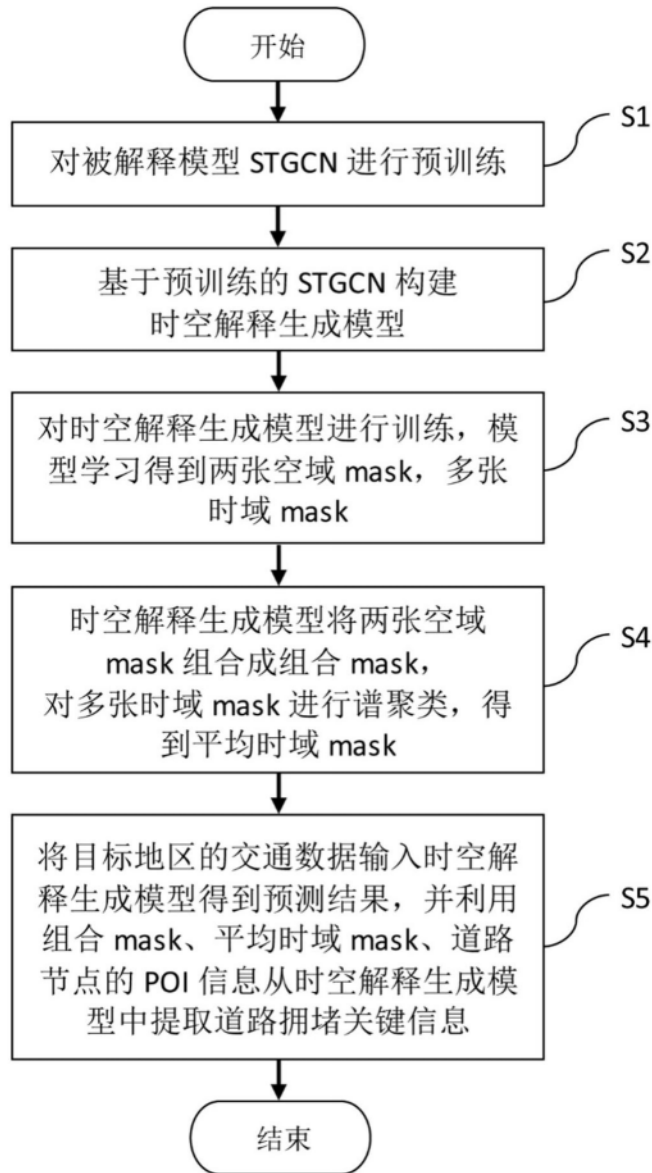 开始
对被解释模型 STGCN 进行预训练
S1
基于预训练的 STGCN 构建
时空解释生成模型
S2
对时空解释生成模型进行训练，模
型学习得到两张空域 mask，多张
时域 mask
S3
时空解释生成模型将两张空域
mask 组合成组合 mask，
对多张时域 mask 进行谱聚类，得
到平均时域 mask
S4
将目标地区的交通数据输入时空解
释生成模型得到预测结果，并利用
组合 mask、平均时域 mask、道路
节点的 POI 信息从时空解释生成模
型中提取道路拥堵关键信息
S5
结束